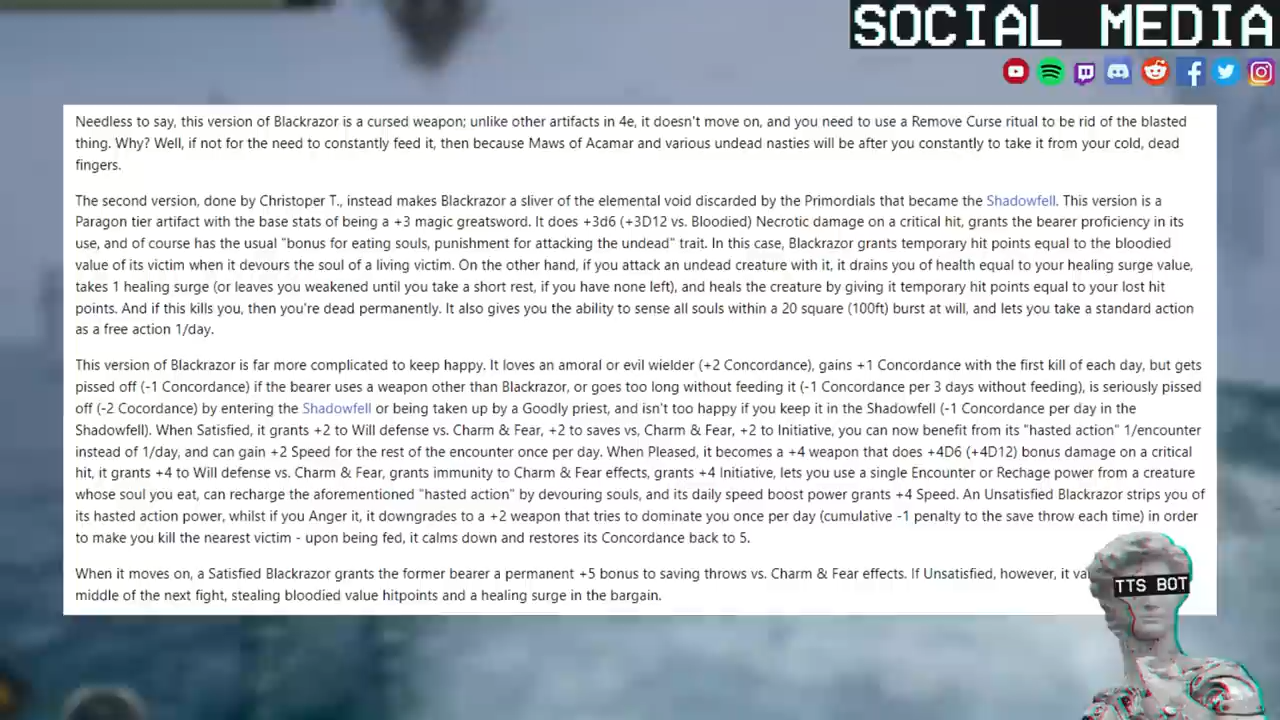 SOCIAL MEDIA
Needless to say, this version of Blackrazor is a cursed weapon; unlike other artifacts in 4e, it doesn't move on, and you need to use a Remove Curse ritual to be rid of the blasted
thing. Why? Well, if not for the need to constantly feed it, then because Maws of Acamar and various undead nasties will be after you constantly to take it from your cold, dead
fingers.
The second version, done by Christoper T., instead makes Blackrazor a sliver of the elemental void discarded by the Primordials that became the Shadowfell. This version is a
Paragon tier artifact with the base stats of being a +3 magic greatsword. It does +3d6 (+3D12 vs. Bloodied) Necrotic damage on a critical hit, grants the bearer proficiency in its
use, and of course has the usual "bonus for eating souls, punishment for attacking the undead" trait. In this case, Blackrazor grants temporary hit points equal to the bloodied
value of its victim when it devours the soul of a living victim. On the other hand, if you attack an undead creature with it, it drains you of health equal to your healing surge value,
takes 1 healing surge (or leaves you weakened until you take a short rest, if you have none left), and heals the creature by giving it temporary hit points equal to your lost hit
points. And if this kills you, then you're dead permanently. It also gives you the ability to sense all souls within a 20 square (100ft) burst at will, and lets you take a standard action
as a free action 1/day.
This version of Blackrazor is far more complicated to keep happy. It loves an amoral or evil wielder (+2 Concordance), gains +1 Concordance with the first kill of each day, but gets
pissed off (-1 Concordance) if the bearer uses a weapon other than Blackrazor, or goes too long without feeding it (-1 Concordance per 3 days without feeding), is seriously pissed
off (-2 Cocordance) by entering the Shadowfell or being taken up by a Goodly priest, and isn't too happy if you keep it in the Shadowfell (-1 Concordance per day in the
Shadowfell). When Satisfied, it grants +2 to Will defense vs. Charm & Fear, +2 to saves vs, Charm & Fear, +2 to Initiative, you can now benefit from its "hasted action" 1/encounter
instead of 1/day, and can gain +2 Speed for the rest of the encounter once per day. When Pleased, it becomes a +4 weapon that does +4D6 (+4D12) bonus damage on a critical
hit, it grants +4 to Will defense vs. Charm & Fear, grants immunity to Charm & Fear effects, grants +4 Initiative, lets you use a single Encounter or Rechage power from a creature
whose soul you eat, can recharge the aforementioned "hasted action" by devouring souls, and its daily speed boost power grants +4 Speed. An Unsatisfied Blackrazor strips you of
its hasted action power, whilst if you Anger it, it downgrades to a +2 weapon that tries to dominate you once per day (cumulative -1 penalty to the save throw each time) in order
to make you kill the nearest victim - upon being fed, it calms down and restores its Concordance back to 5.
When it moves on, a Satisfied Blackrazor grants the former bearer a permanent +5 bonus to saving throws vs. Charm & Fear effects. If Unsatisfied, however, it
middle of the next fight, stealing bloodied value hitpoints and a healing surge in the bargain.
TTS BOT